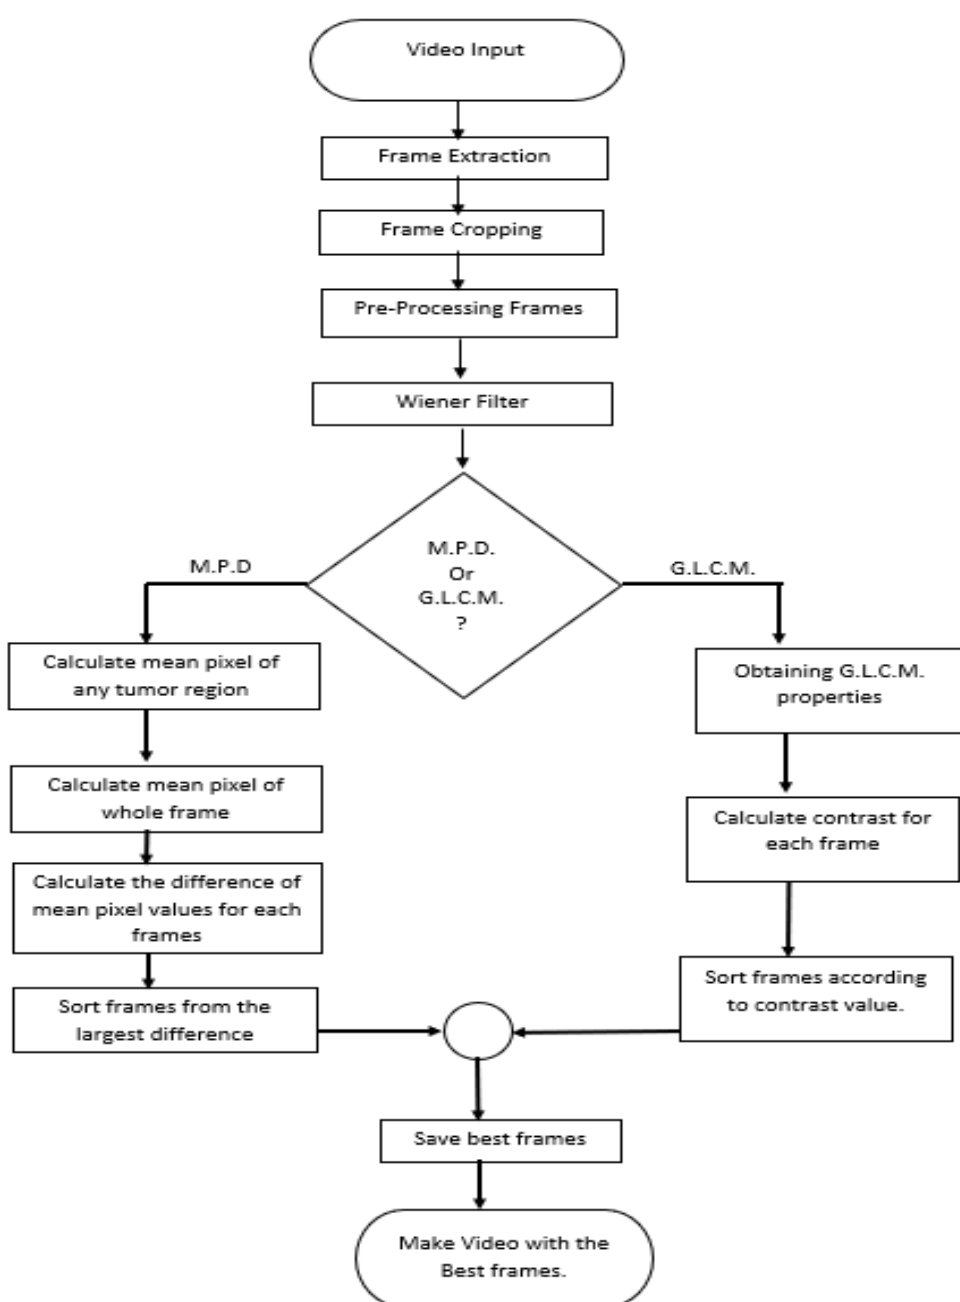 Video Input
Frame Extraction
Frame Cropping
Pre-Processing Frames
Wiener Filter
M.P.D.
Or
G.L.C.M.
?
M.P.D
G.L.C.M.
Calculate mean pixel of
any tumor region
Calculate mean pixel of
whole frame
Calculate the difference of
mean pixel values for each
frames
Sort frames from the
largest difference
Obtaining G.L.C.M.
properties
Calculate contrast for
each frame
Sort frames according
to contrast value.
Save best frames
Make Video with the
Best frames.